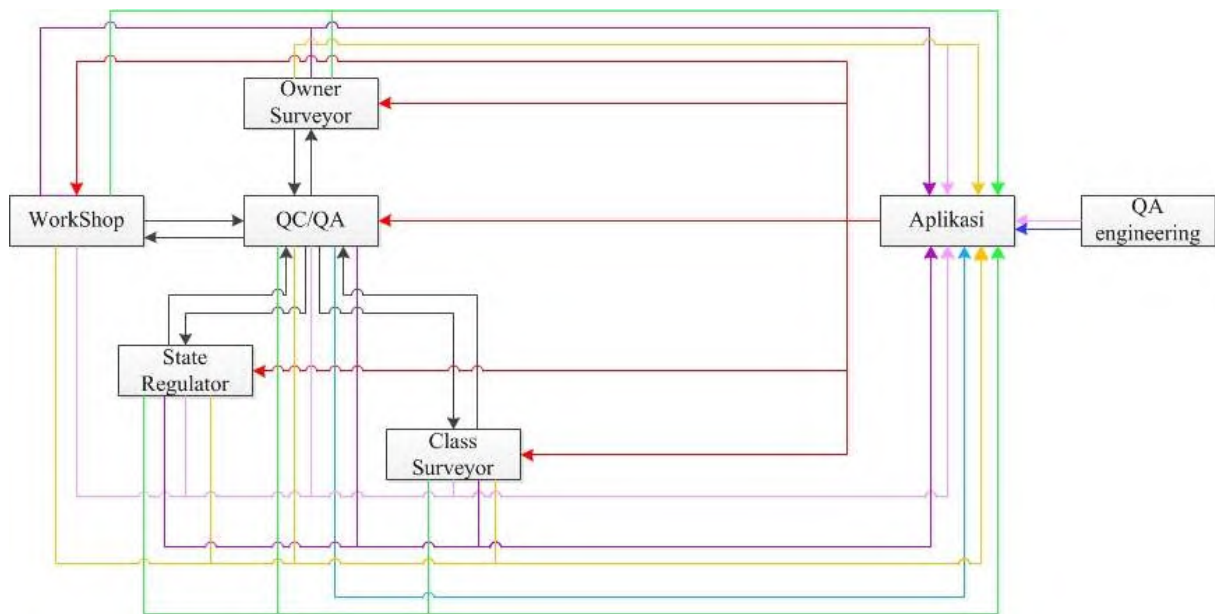 Owner
Surveyor
WorkShop
QC/QA
Aplikasi
QA
engineering
State
Regulator
Class
Surveyor